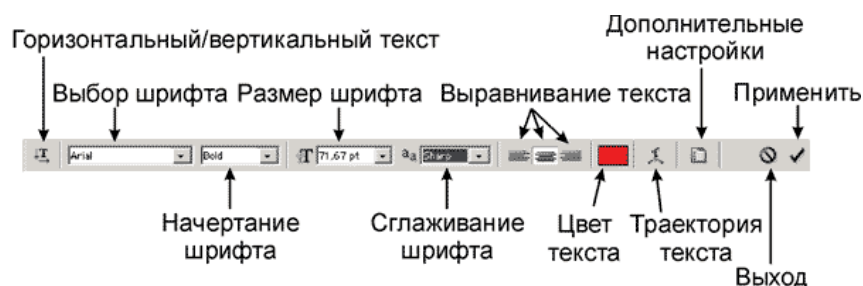 Дополнительные
настройки
Горизонтальный/вертикальный текст
Выбор шрифта
Размер шрифта
Выравнивание текста
Применить
T
Arial
Bold
T
71,67 pt
aa
Sharp
Начертание
шрифта
Сглаживание
шрифта
Цвет
текста
Траектория
текста
Выход